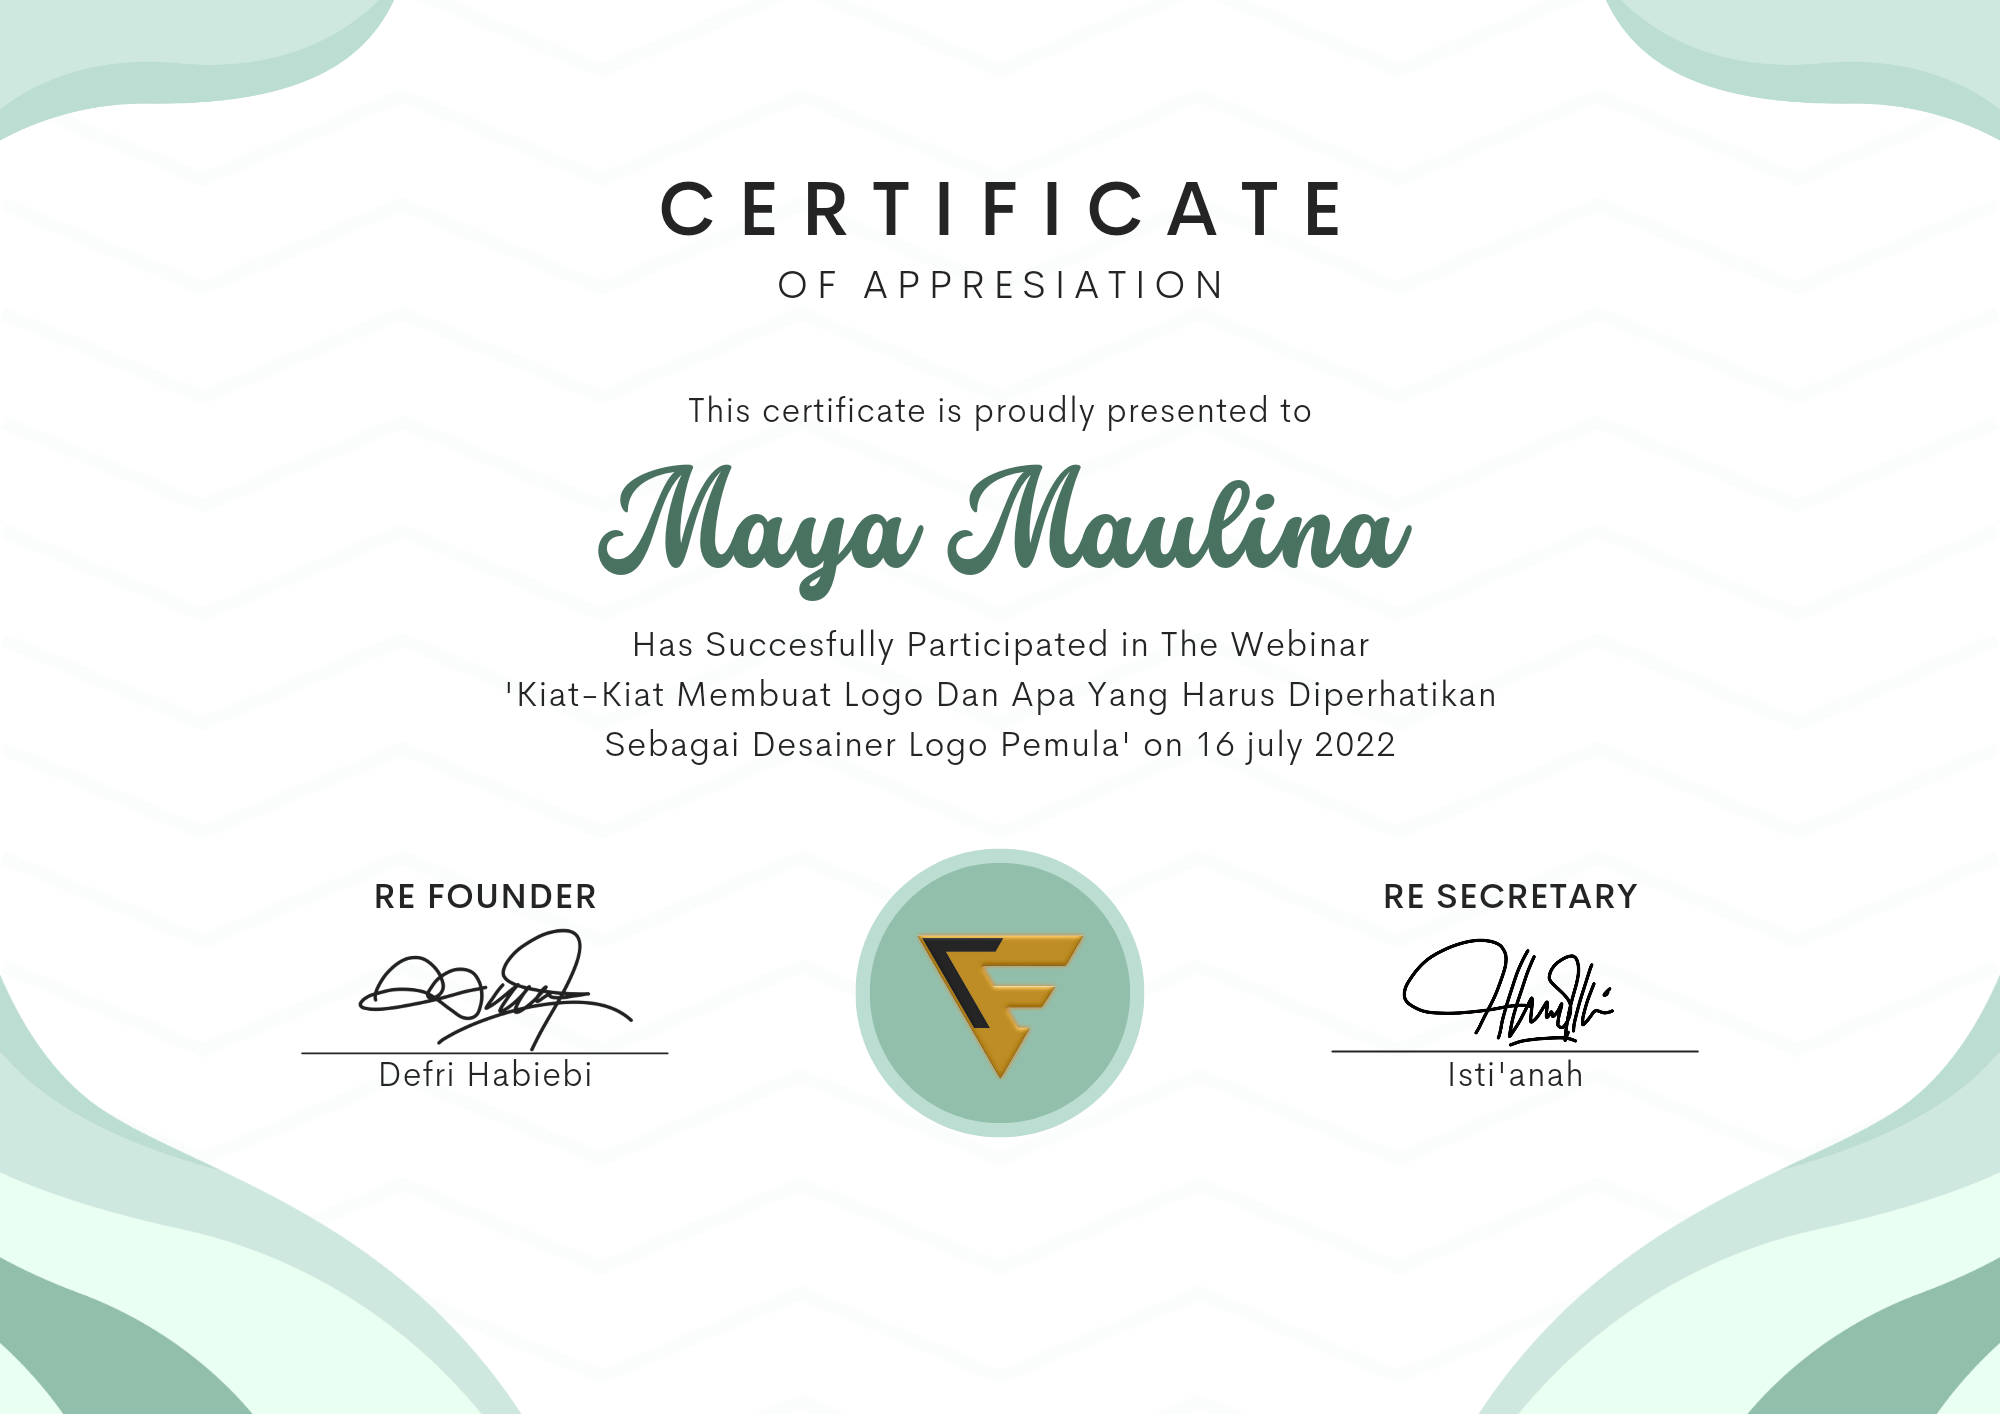 CERTIFICATE
OF APPRESIATION
This certificate is proudly presented to
Maya Maulina
Has Succesfully Participated in The Webinar
'Kiat-Kiat Membuat Logo Dan Apa Yang Harus Diperhatikan
Sebagai Desainer Logo Pemula' on 16 july 2022
RE FOUNDER
RE SECRETARY
Defri Habiebi
Isti'anah